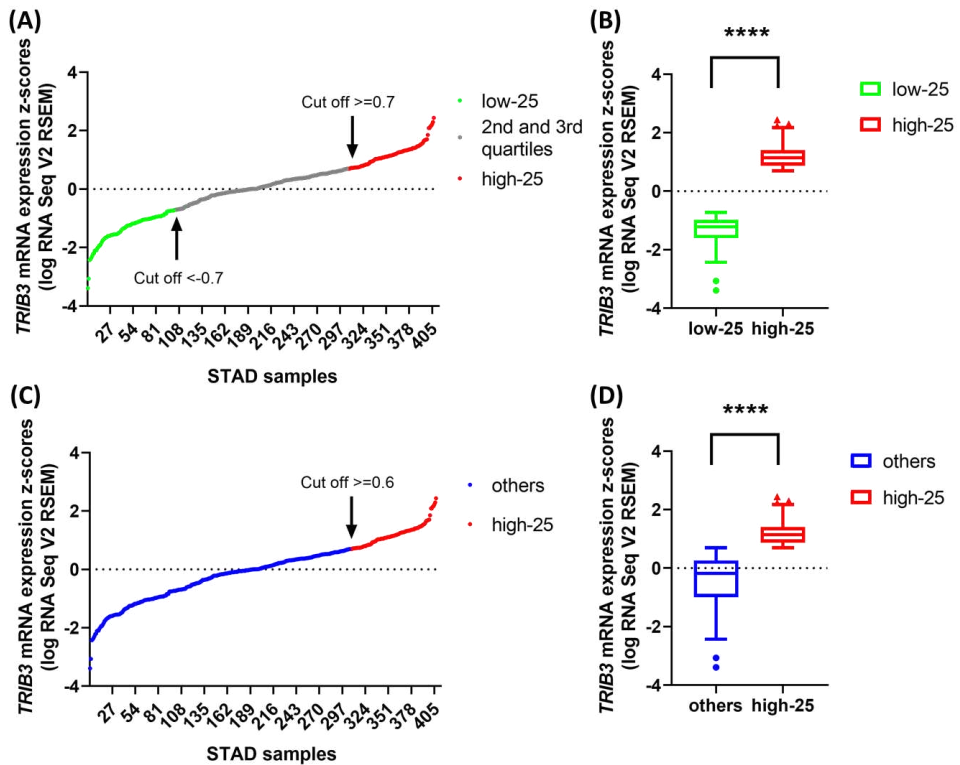 (A)
TRIB3 mRNA expression z-scores
(log RNA Seq V2 RSEM)
4
2
0
-2
-4
Cut off >=0.7
Cut off <-0.7
low-25
2nd and 3rd
quartiles
high-25
27 54 81 108 135 162 189 216 243 270 297 324 351 378 405
STAD samples
(B)
TRIB3 mRNA expression z-scores
(log RNA Seq V2 RSEM)
4
2
0
-2
-4
****
low-25
high-25
low-25 high-25
(C)
TRIB3 mRNA expression z-scores
(log RNA Seq V2 RSEM)
4
2
0
-2
-4
Cut off >=0.6
others
high-25
27 54 81 108 135 162 189 216 243 270 297 324 351 378 405
STAD samples
(D)
TRIB3 mRNA expression z-scores
(log RNA Seq V2 RSEM)
4
2
0
-2
-4
****
others
high-25
others high-25